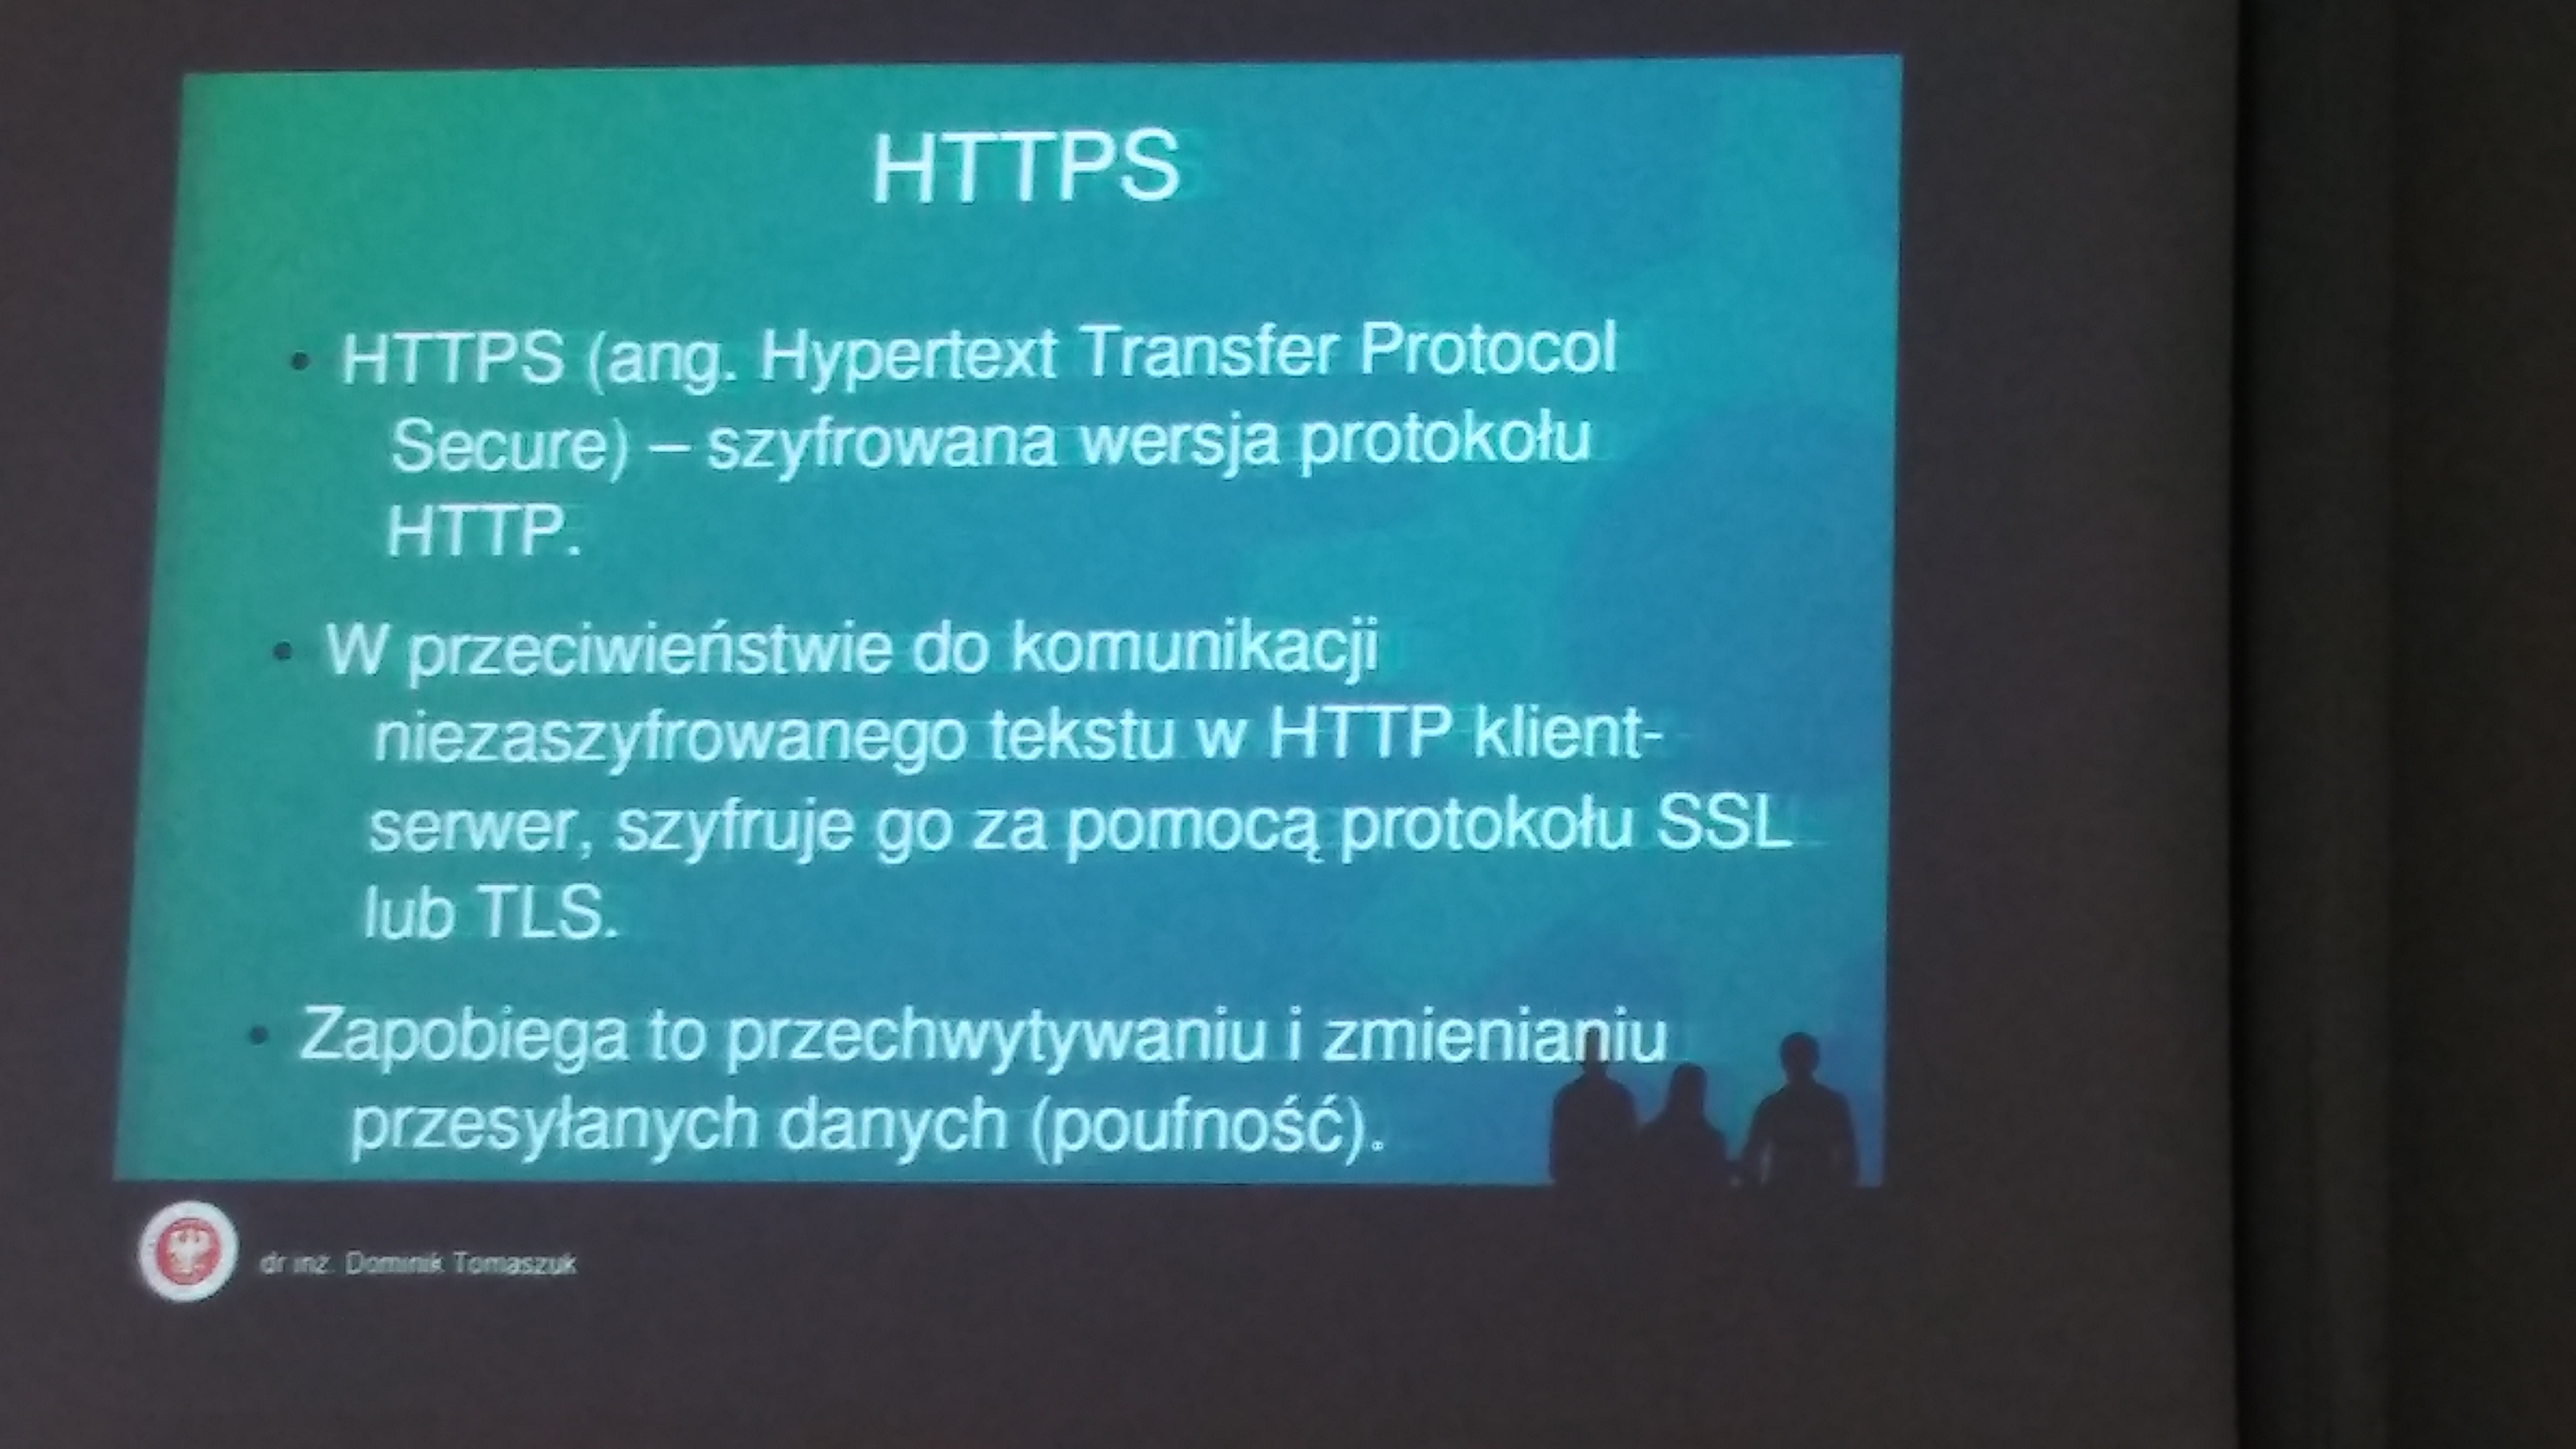 HTTPS
• HTTPS (ang. Hypertext Transfer Protocol
Secure) – szyfrowana wersja protokołu
HTTP.
• W przeciwieństwie do komunikacji
niezaszyfrowanego tekstu w HTTP klient-
serwer, szyfruje go za pomocą protokołu SSL
lub TLS.
• Zapobiega to przechwytywaniu i zmienianiu
przesyłanych danych (poufność).
dr inż. Dominik Tomaszuk